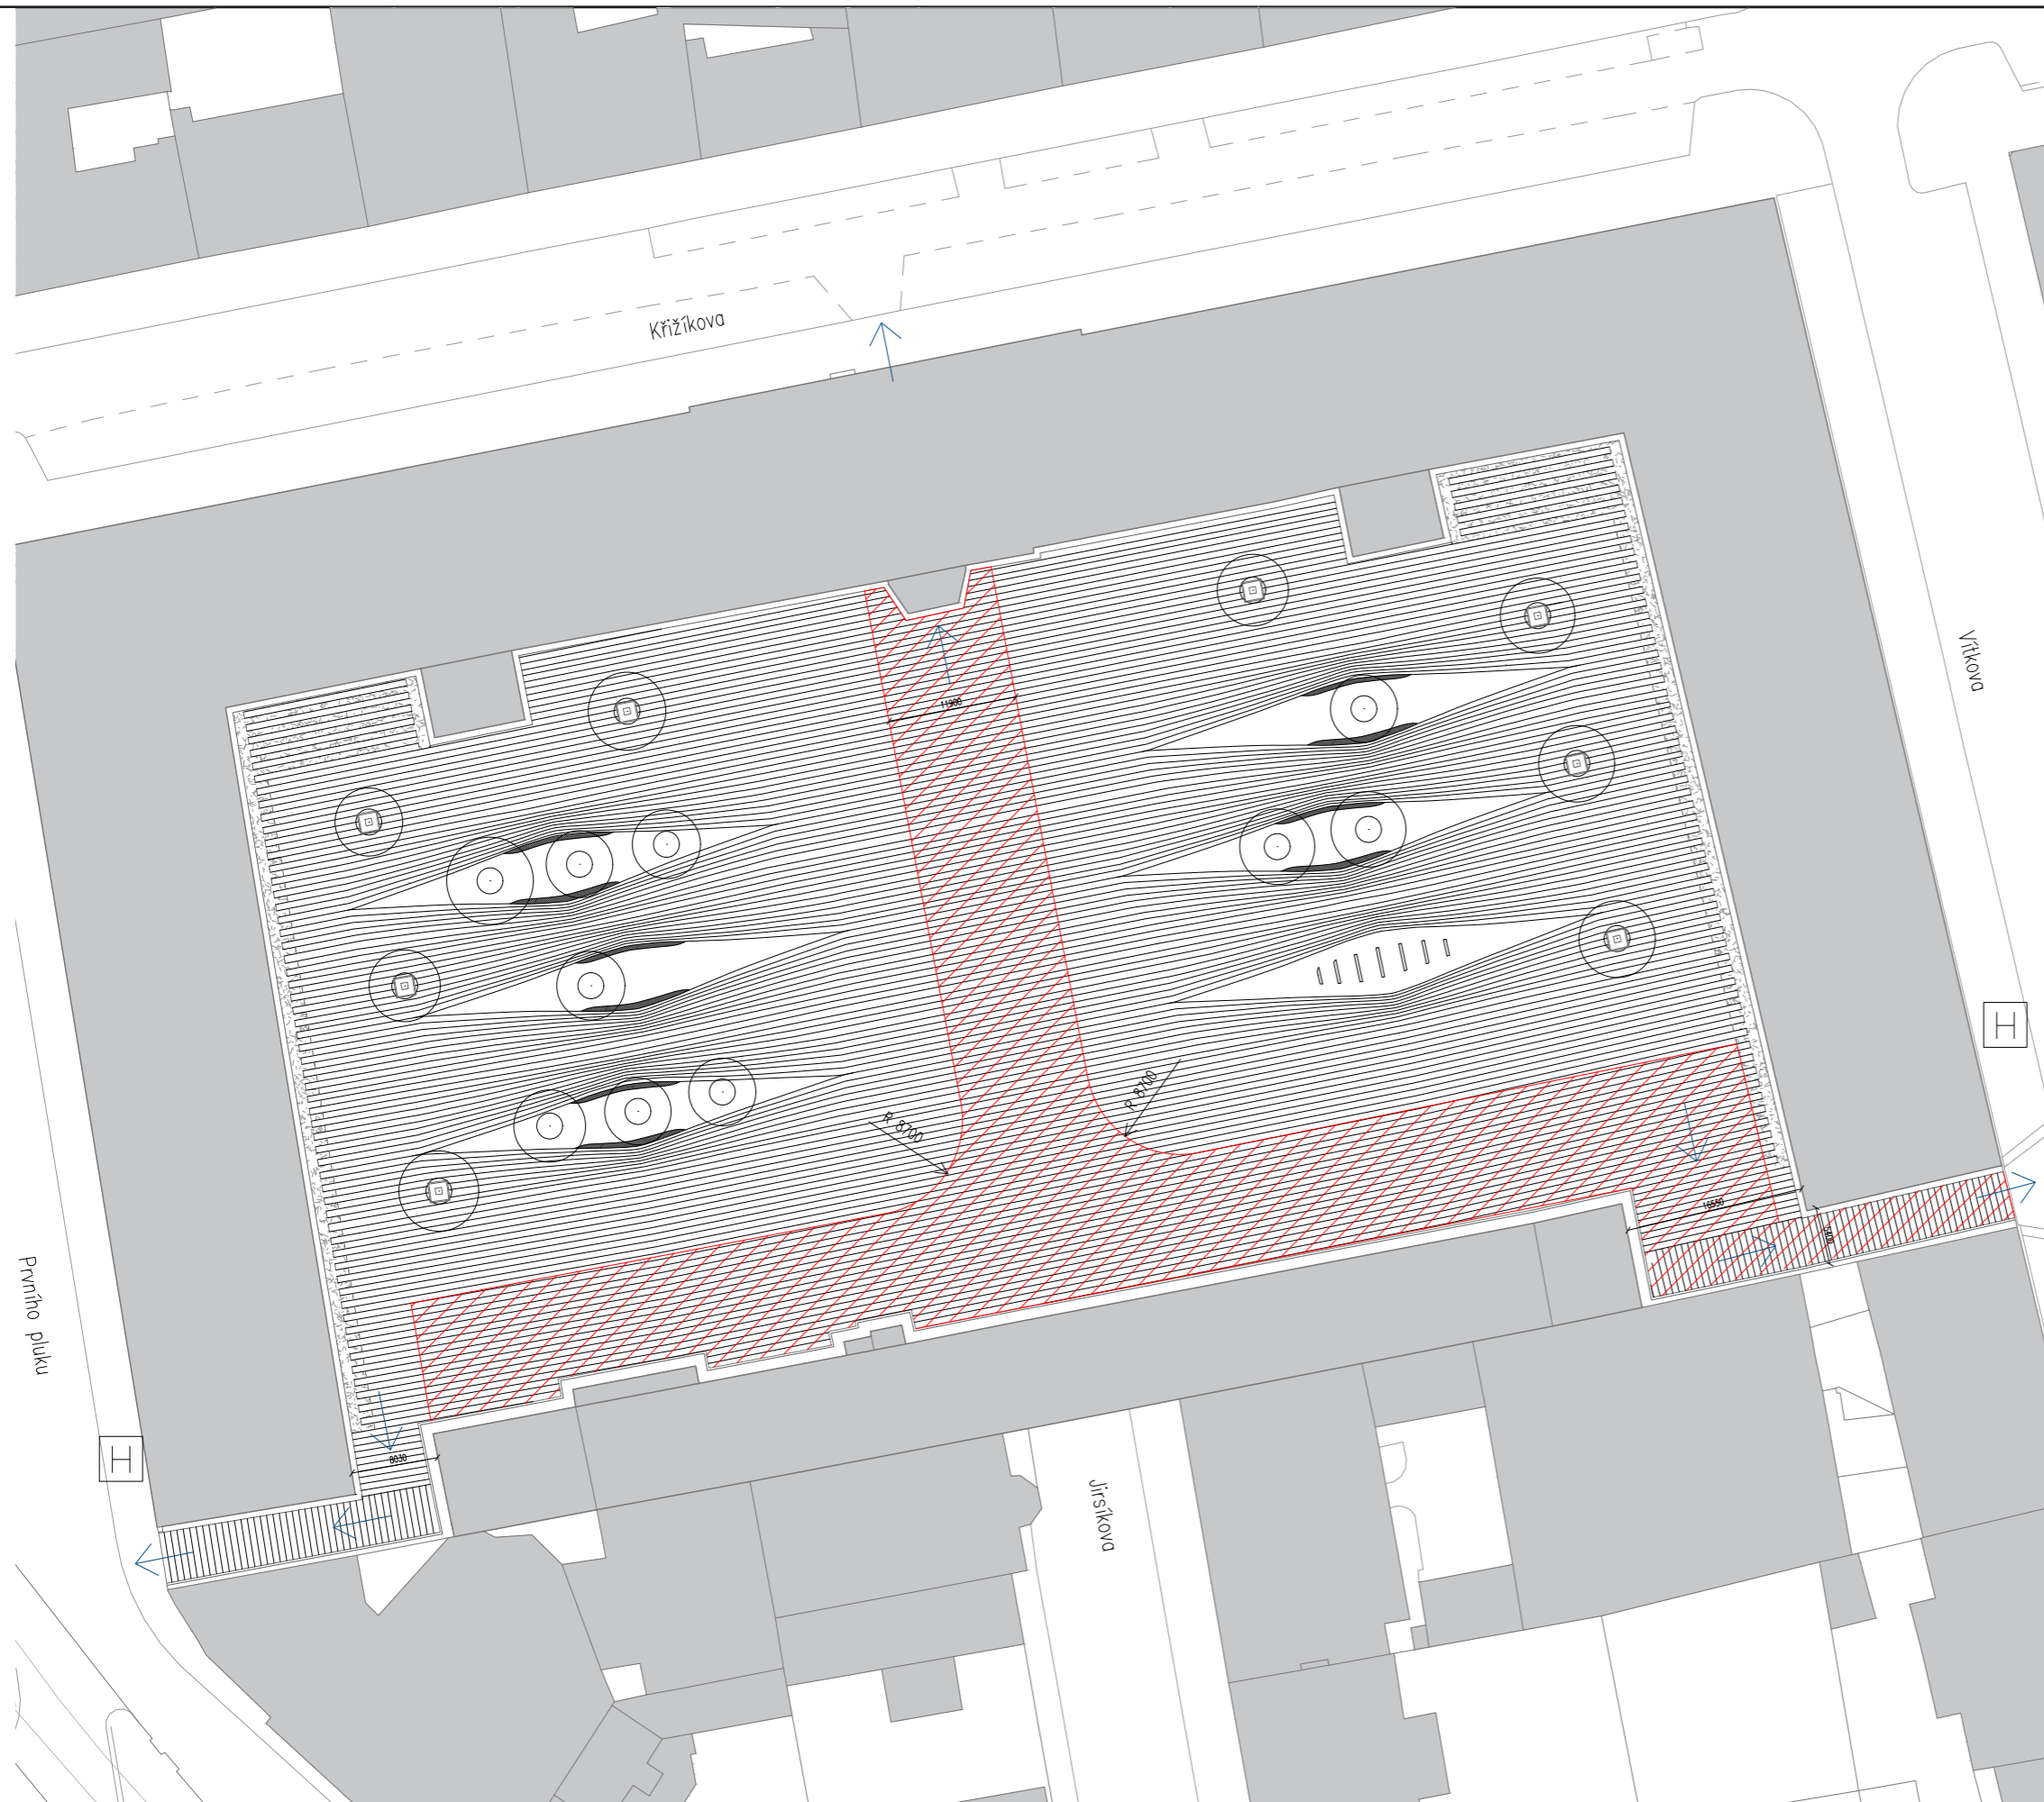 Křižíkova
Vítkova
11900
H
R 8700
R 8700
16550
Prvního pluku
8030
H
Jirsíkova